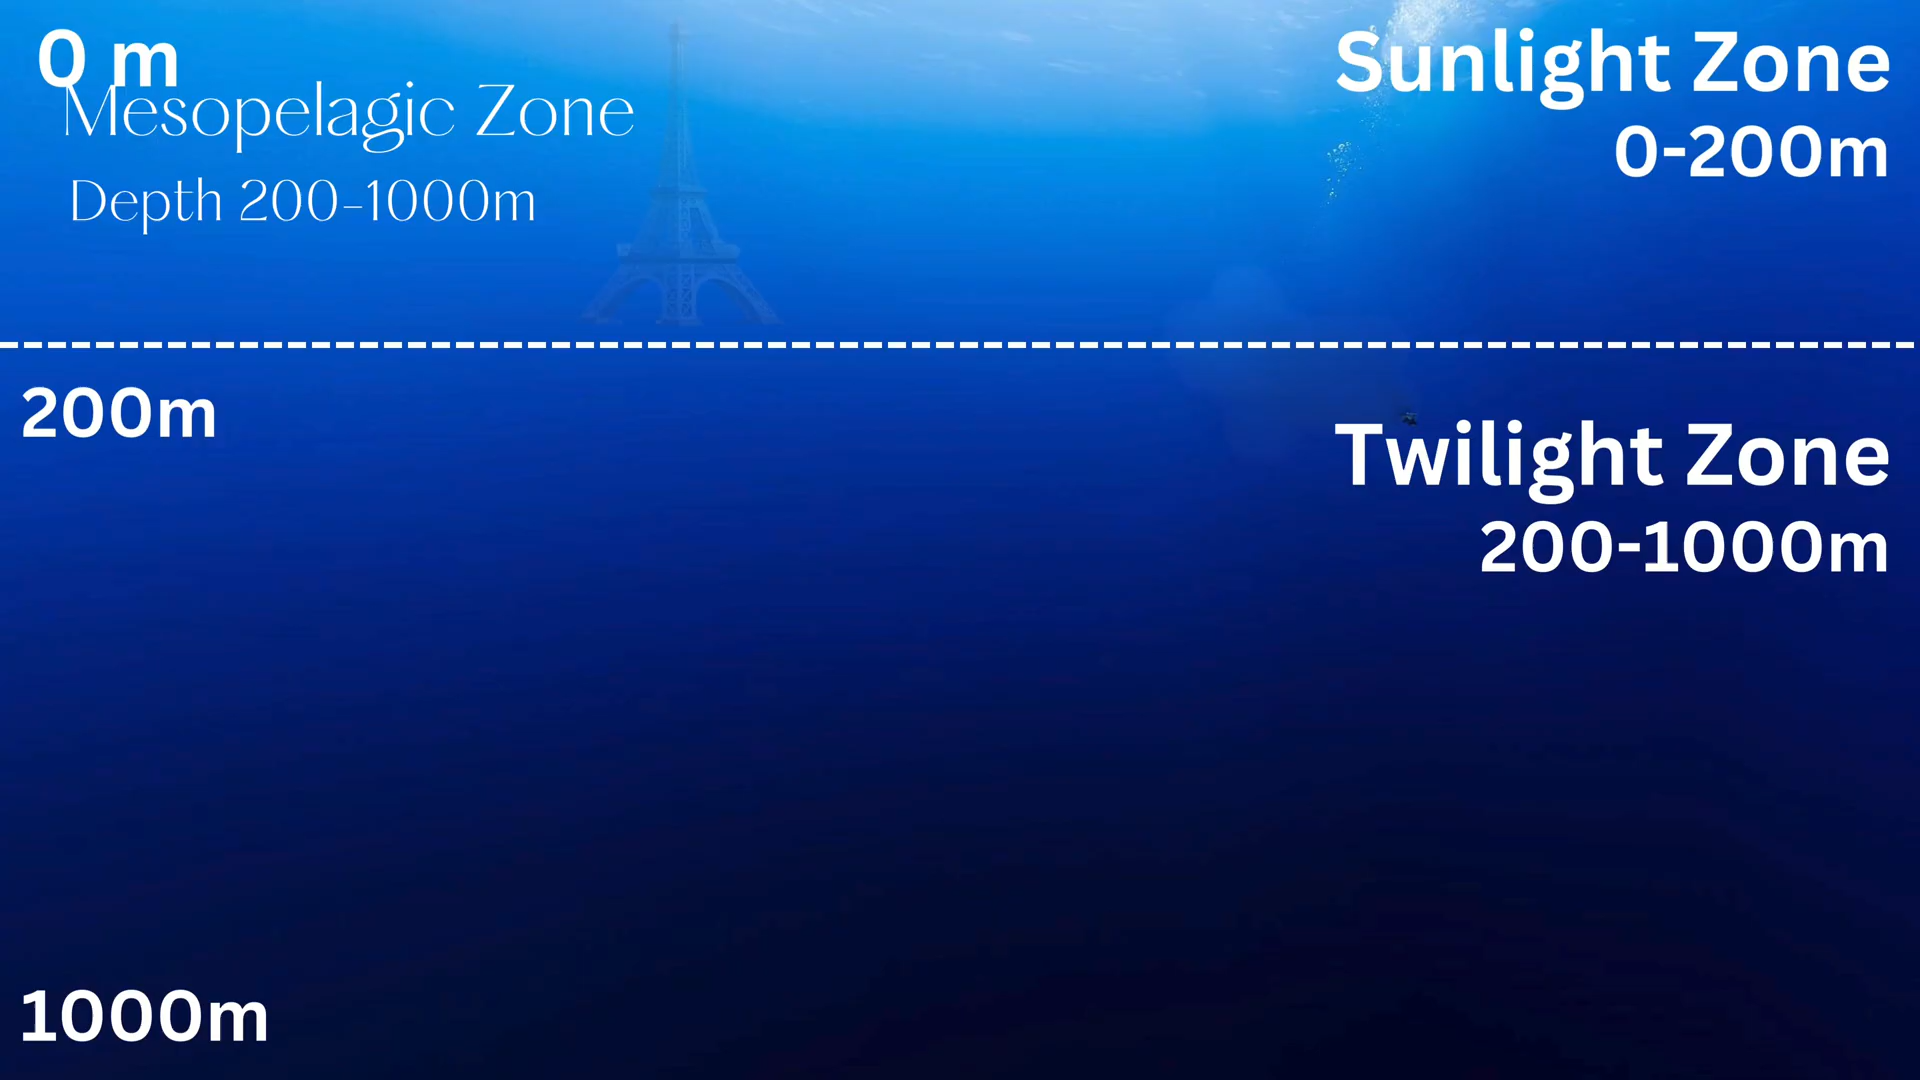 0 m
Mesopelagic Zone
Depth 200-1000m
Sunlight Zone
0-200m
200m
Twilight Zone
200-1000m
1000m